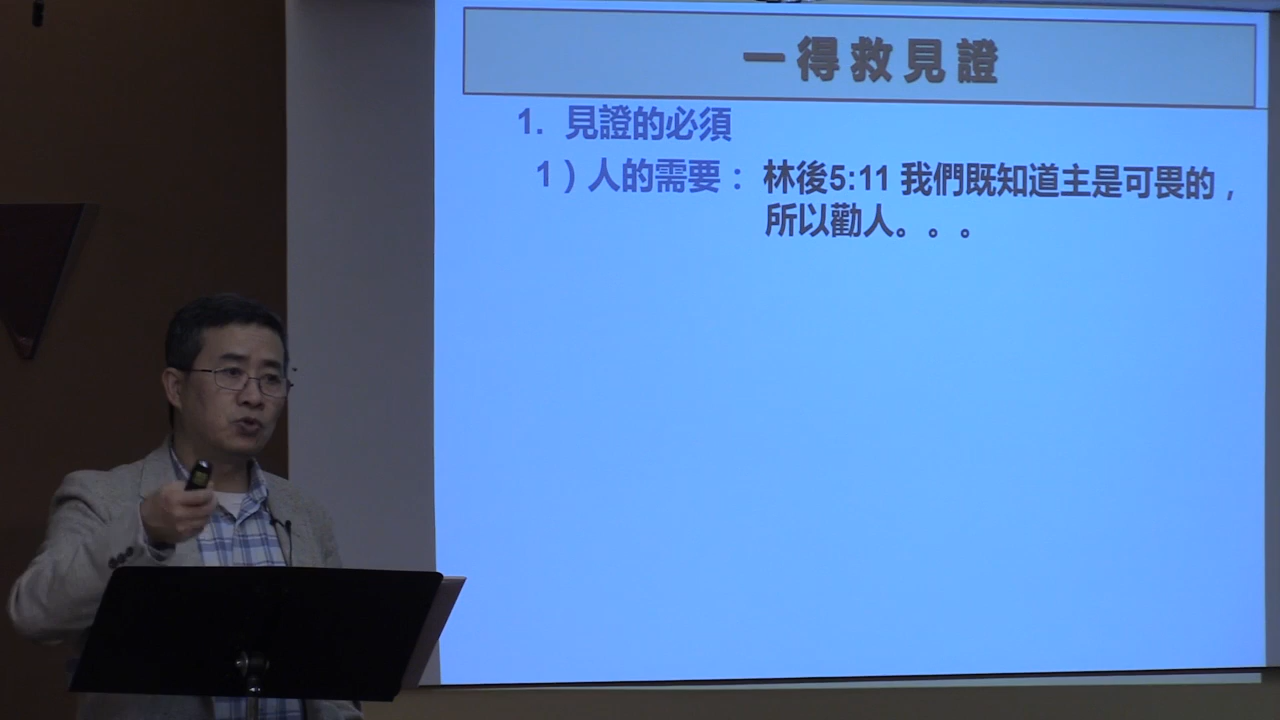 一得救見證
1. 見證的必須
1）人的需要：林後5:11 我們既知道主是可畏的，
所以勸人。。。